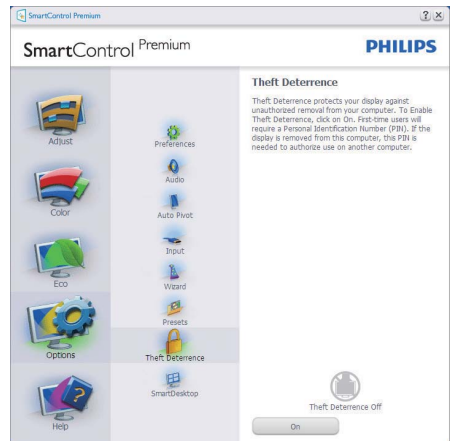 SmartControl Premium
SmartControl Premium
PHILIPS
Adjust
Color
Eco
Options
Help
Preferences
Audio
Auto Pivot
Input
Wizard
Presets
Theft Deterrence
SmartDesktop
Theft Deterrence
Theft Deterrence protects your display against
unauthorized removal from your computer. To Enable
Theft Deterrence, click on On. First-time users will
require a Personal Identification Number (PIN). If the
display is removed from this computer, this PIN is
needed to authorize use on another computer.
Theft Deterrence Off
On